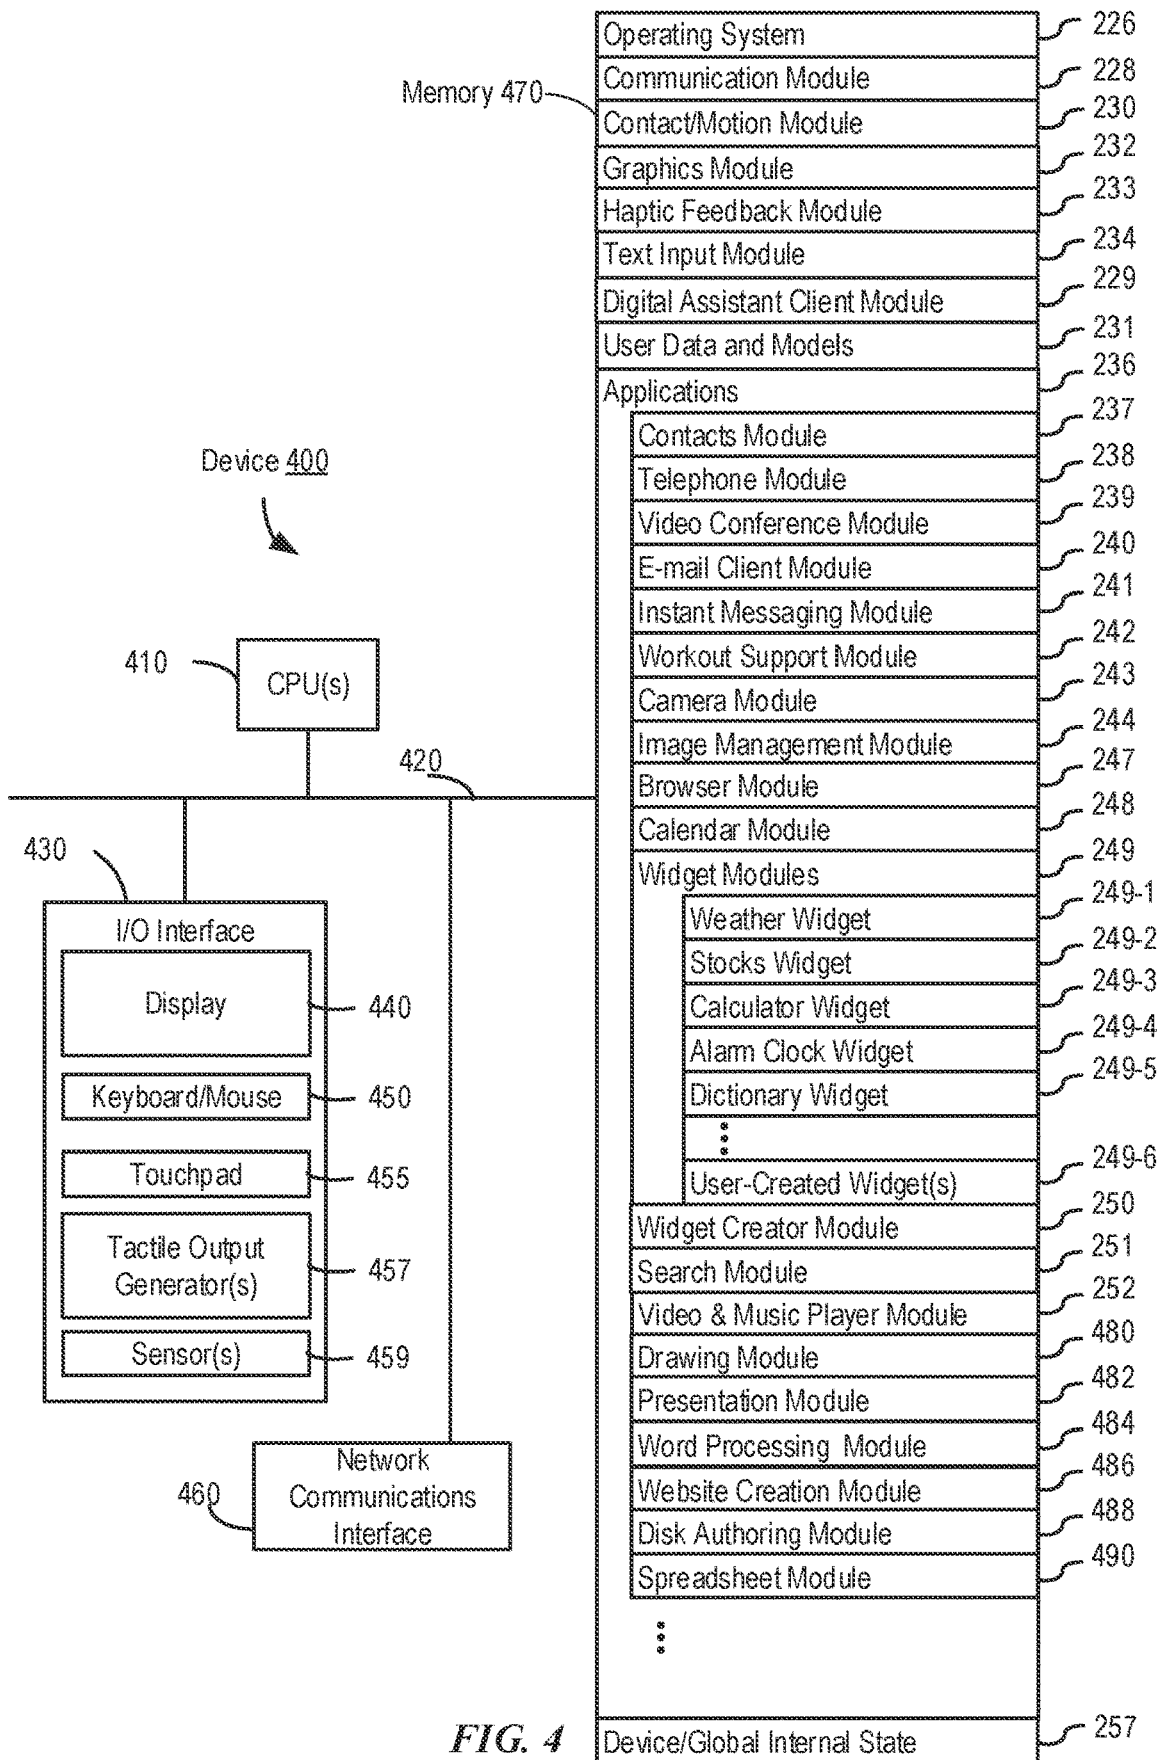 Operating System 226
Communication Module 228
Memory 470
Contact/Motion Module 230
Graphics Module 232
Haptic Feedback Module 233
Text Input Module 234
Digital Assistant Client Module 229
User Data and Models 231
Applications 236
Contacts Module 237
Telephone Module 238
Video Conference Module 239
E-mail Client Module 240
Instant Messaging Module 241
Workout Support Module 242
Camera Module 243
Image Management Module 244
Browser Module 247
Calendar Module 248
Widget Modules 249
Weather Widget 249-1
Stocks Widget 249-2
Calculator Widget 249-3
Alarm Clock Widget 249-4
Dictionary Widget 249-5
User-Created Widget(s) 249-6
Widget Creator Module 250
Search Module 251
Video & Music Player Module 252
Drawing Module 480
Presentation Module 482
Word Processing Module 484
Website Creation Module 486
Disk Authoring Module 488
Spreadsheet Module 490
Device/Global Internal State 257
Device 400
410
CPU(s)
420
430
I/O Interface
Display 440
Keyboard/Mouse 450
Touchpad 455
Tactile Output
Generator(s) 457
Sensor(s) 459
460
Network
Communications
Interface
FIG. 4